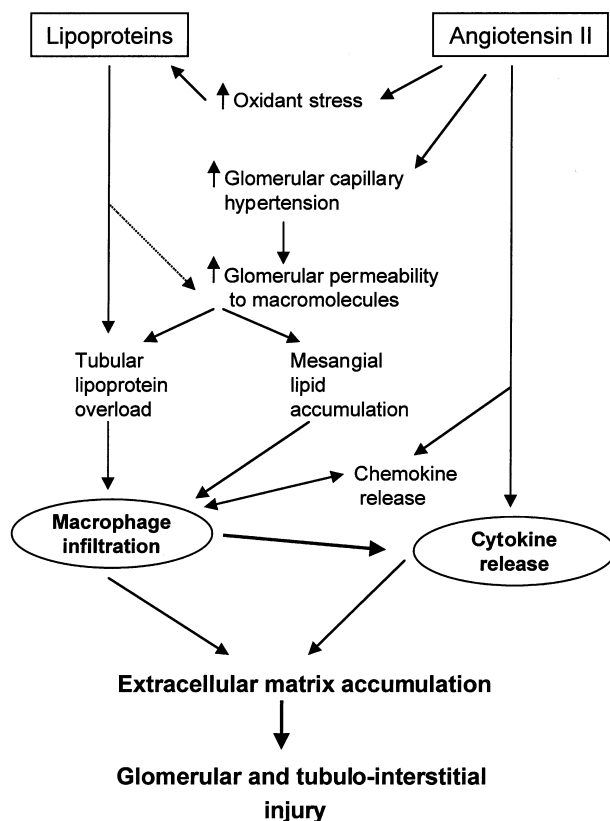 Lipoproteins
Angiotensin II
Oxidant stress
Glomerular capillary
hypertension
Glomerular permeability
to macromolecules
Tubular
lipoprotein
overload
Mesangial
lipid
accumulation
Chemokine
release
Macrophage
infiltration
Cytokine
release
Extracellular matrix accumulation
Glomerular and tubulo-interstitial
injury